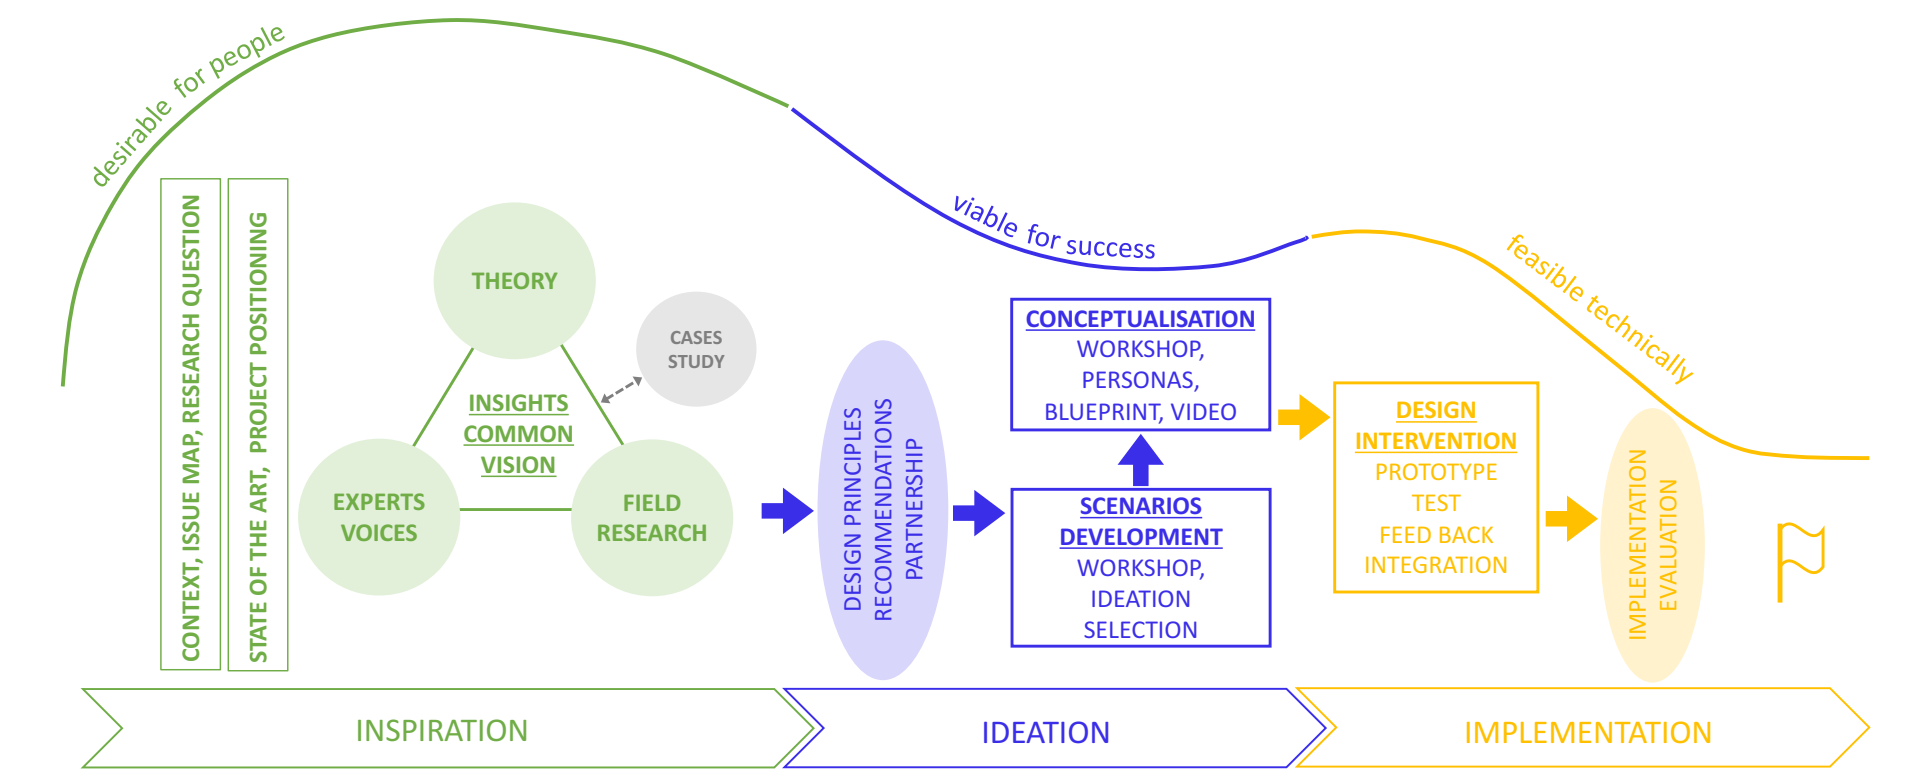 desirable for people
viable for success
feasible technically
CONTEXT, ISSUE MAP, RESEARCH QUESTION
STATE OF THE ART, PROJECT POSITIONING
THEORY
CASES
STUDY
INSIGHTS
COMMON
VISION
EXPERTS
VOICES
FIELD
RESEARCH
DESIGN PRINCIPLES
RECOMMENDATIONS
PARTNERSHIP
CONCEPTUALISATION
WORKSHOP,
PERSONAS,
BLUEPRINT, VIDEO
SCENARIOS
DEVELOPMENT
WORKSHOP,
IDEATION
SELECTION
DESIGN
INTERVENTION
PROTOTYPE
TEST
FEED BACK
INTEGRATION
IMPLEMENTATION
EVALUATION
INSPIRATION
IDEATION
IMPLEMENTATION